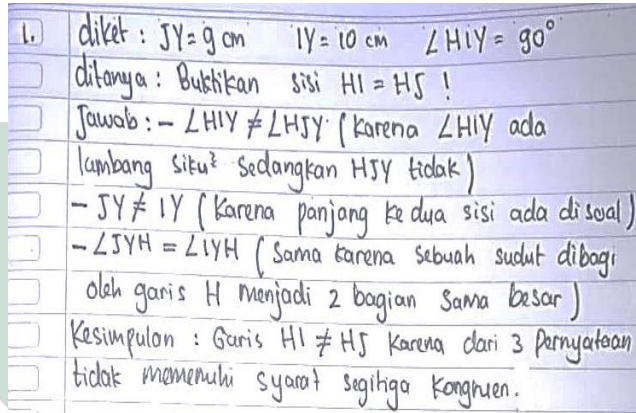 1. diket : JY = 9 cm IY = 10 cm ∠HIY = 90°
ditanya : Buktikan sisi HI = HJ !
Jawab : - ∠HIY ≠ ∠HJY (Karena ∠HIY ada
lambang siku² sedangkan HJY tidak)
- JY ≠ IY (Karena panjang ke dua sisi ada di soal)
- ∠JYH = ∠IYH (Sama karena sebuah sudut dibagi
oleh garis H menjadi 2 bagian sama besar)
Kesimpulan : Garis HI ≠ HJ Karena dari 3 Pernyataan
tidak memenuhi syarat segitiga Kongruen.